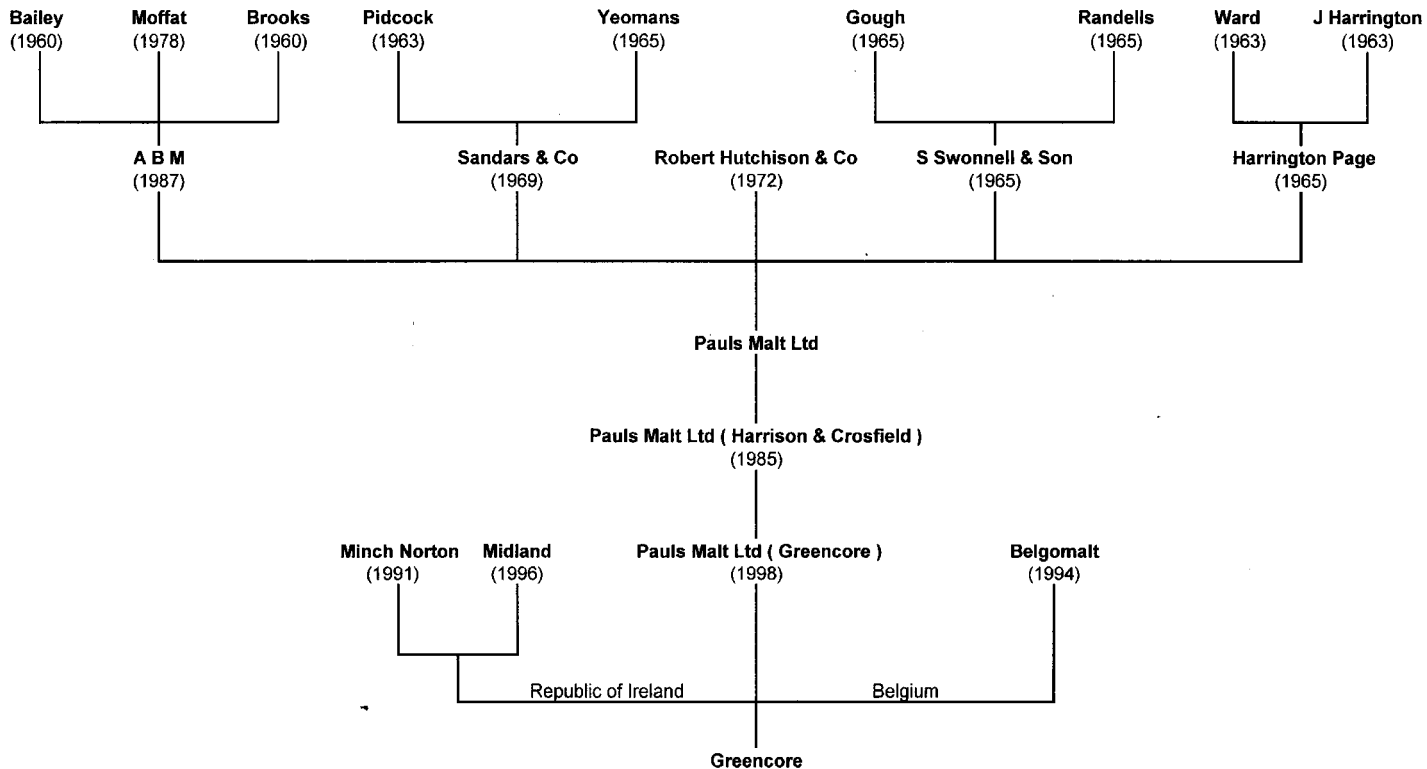 Bailey Moffat Brooks Pidcock Yeomans Gough Randells Ward J Harrington
(1960) (1978) (1960) (1963) (1965) (1965) (1965) (1963) (1963)
A B M Sandars & Co Robert Hutchison & Co S Swonnell & Son Harrington Page
(1987) (1969) (1972) (1965) (1965)
Pauls Malt Ltd
Pauls Malt Ltd ( Harrison & Crosfield )
(1985)
Minch Norton Midland Pauls Malt Ltd ( Greencore ) Belgomalt
(1991) (1996) (1998) (1994)
Republic of Ireland Belgium
Greencore